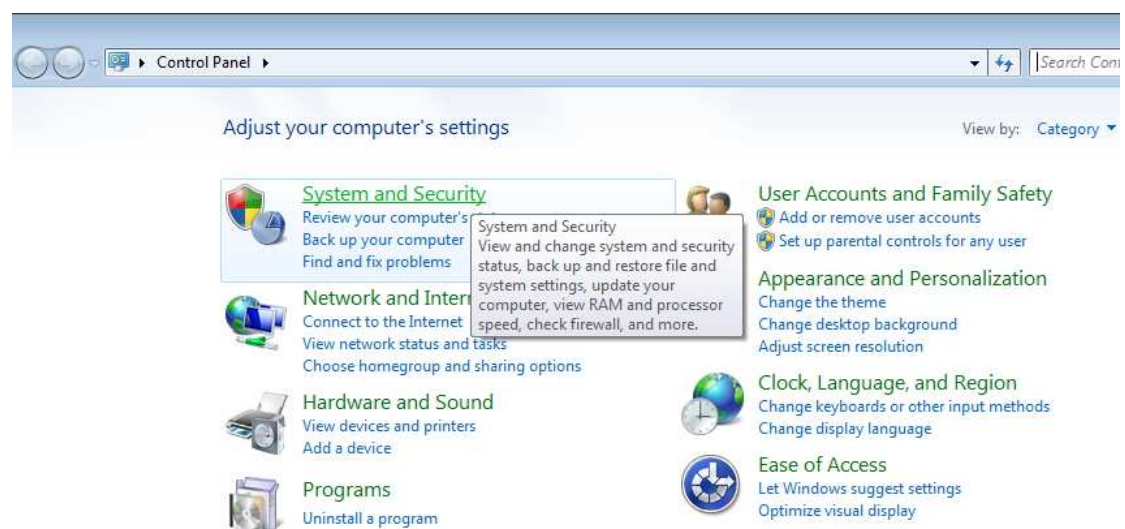 Control Panel
Search Con
Adjust your computer's settings
View by: Category
System and Security
Review your computer's
Back up your computer
Find and fix problems
System and Security
View and change system and security
status, back up and restore file and
system settings, update your
computer, view RAM and processor
speed, check firewall, and more.
Network and Inter
Connect to the Internet
View network status and tasks
Choose homegroup and sharing options
Hardware and Sound
View devices and printers
Add a device
Programs
Uninstall a program
User Accounts and Family Safety
Add or remove user accounts
Set up parental controls for any user
Appearance and Personalization
Change the theme
Change desktop background
Adjust screen resolution
Clock, Language, and Region
Change keyboards or other input methods
Change display language
Ease of Access
Let Windows suggest settings
Optimize visual display